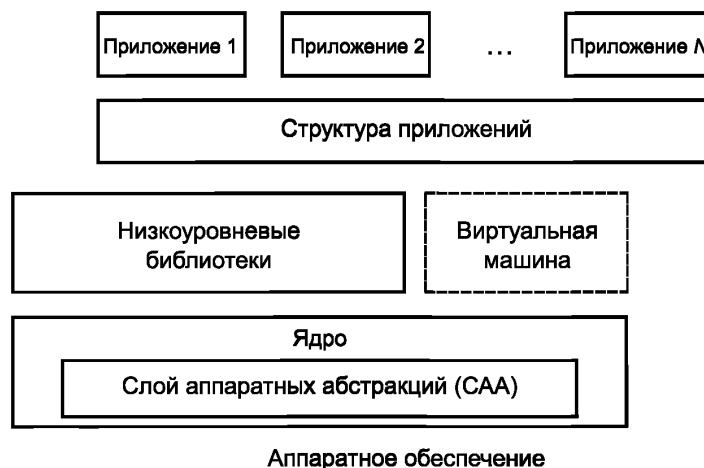 Приложение 1 Приложение 2 ... Приложение N
Структура приложений
Низкоуровневые
библиотеки
Виртуальная
машина
Ядро
Слой аппаратных абстракций (САА)
Аппаратное обеспечение